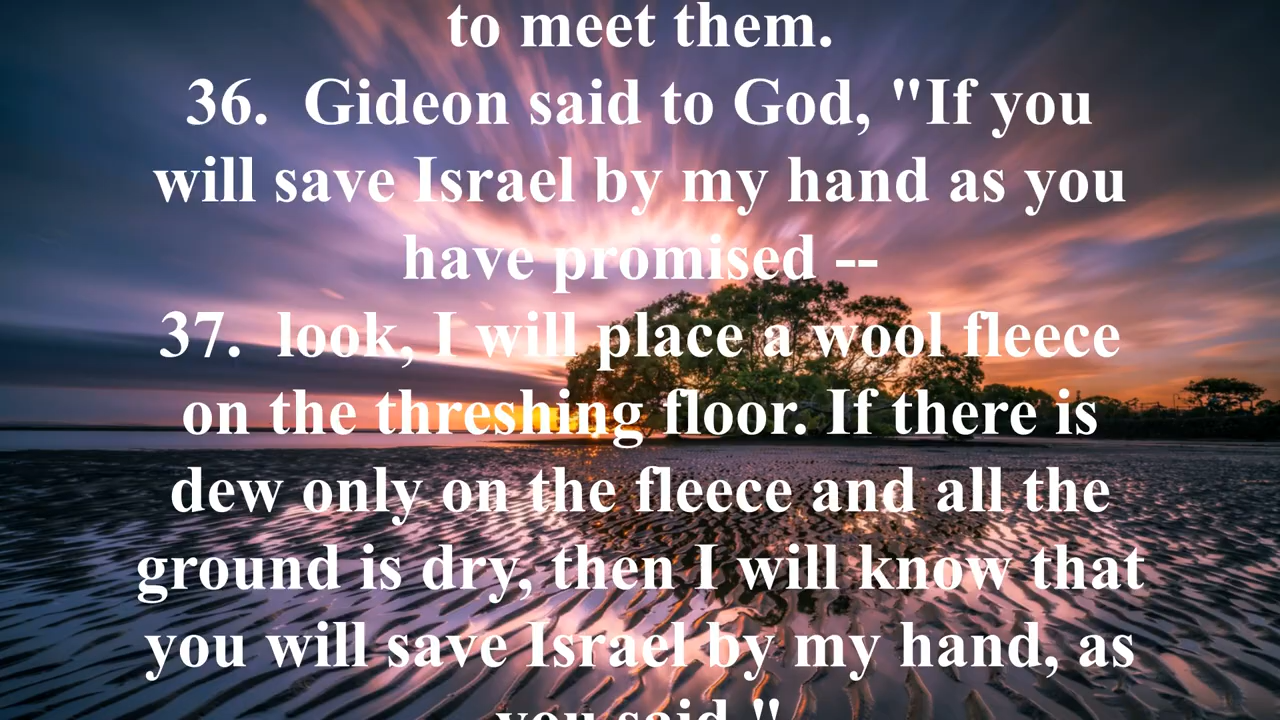 to meet them.
36.  Gideon said to God, "If you
will save Israel by my hand as you
have promised --
37.  look, I will place a wool fleece
on the threshing floor. If there is
dew only on the fleece and all the
ground is dry, then I will know that
you will save Israel by my hand, as
you said."